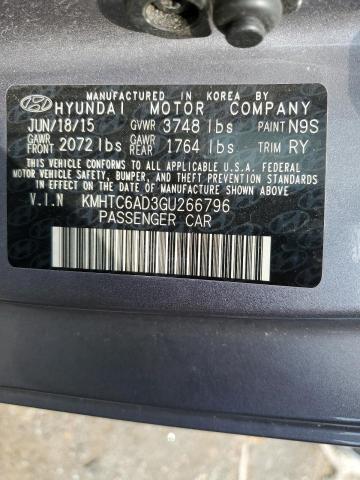 MANUFACTURED IN KOREA BY
HYUNDAI MOTOR COMPANY
JUN/18/15 GVWR 3748 lbs PAINT N9S
GAWR FRONT 2072 lbs GAWR REAR 1764 lbs TRIM RY
THIS VEHICLE CONFORMS TO ALL APPLICABLE U.S.A. FEDERAL
MOTOR VEHICLE SAFETY, BUMPER, AND THEFT PREVENTION STANDARDS
IN EFFECT ON THE DATE OF MANUFACTURE SHOWN ABOVE.
V.I.N KMHTC6AD3GU266796
PASSENGER CAR